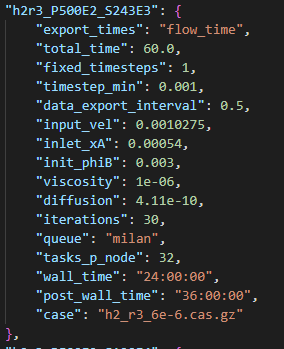 "h2r3_P500E2_S243E3": {
"export_times": "flow_time",
"total_time": 60.0,
"fixed_timesteps": 1,
"timestep_min": 0.001,
"data_export_interval": 0.5,
"input_vel": 0.0010275,
"inlet_xA": 0.00054,
"init_phiB": 0.003,
"viscosity": 1e-06,
"diffusion": 4.11e-10,
"iterations": 30,
"queue": "milan",
"tasks_p_node": 32,
"wall_time": "24:00:00",
"post_wall_time": "36:00:00",
"case": "h2_r3_6e-6.cas.gz"
},